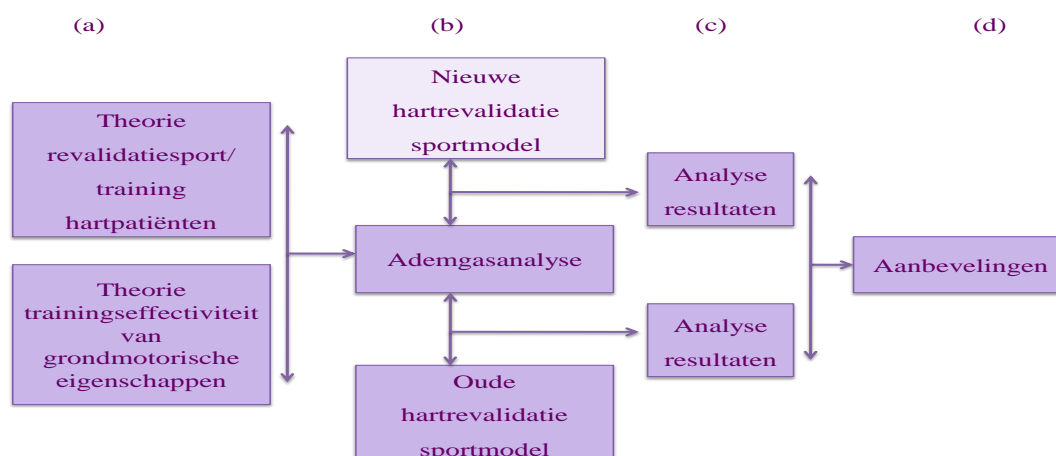 (a) (b) (c) (d)
Theorie
revalidatiesport/
training
hartpatiënten
Theorie
trainingseffectiviteit
van
grondmotorische
eigenschappen
Nieuwe
hartrevalidatie
sportmodel
Ademgasanalyse
Oude
hartrevalidatie
sportmodel
Analyse
resultaten
Analyse
resultaten
Aanbevelingen